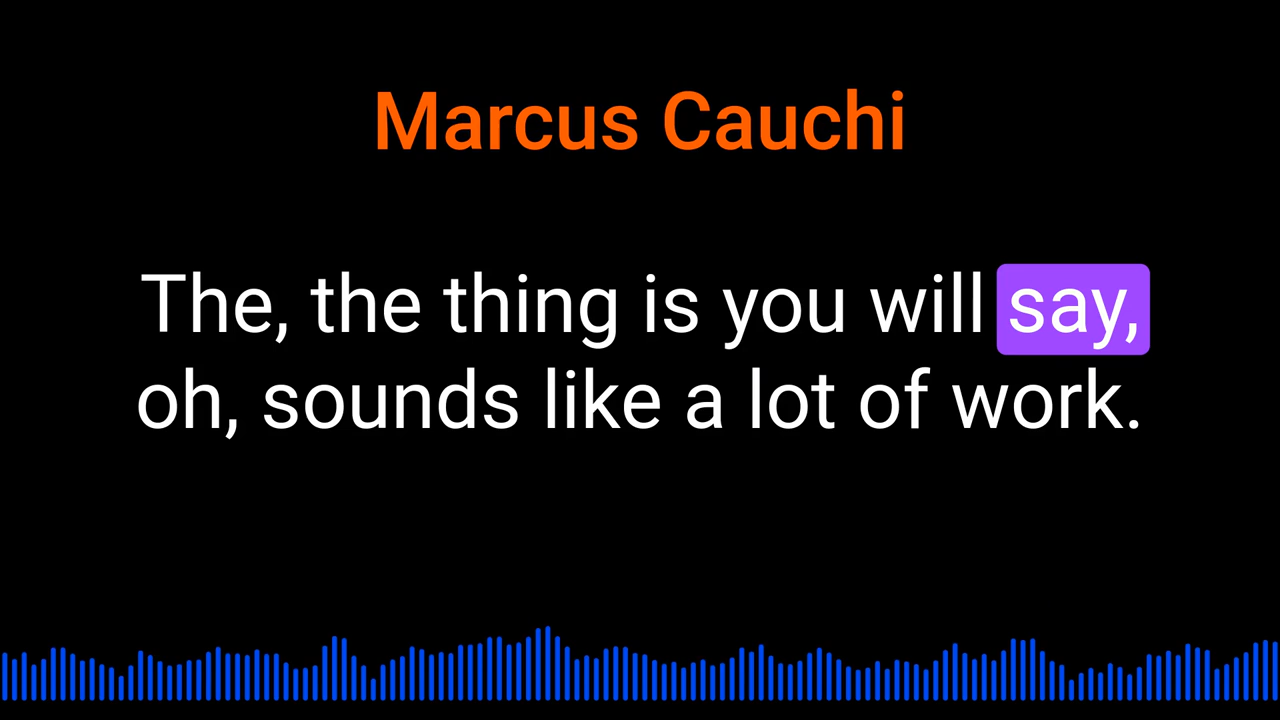 Marcus Cauchi
The, the thing is you will say,
oh, sounds like a lot of work.